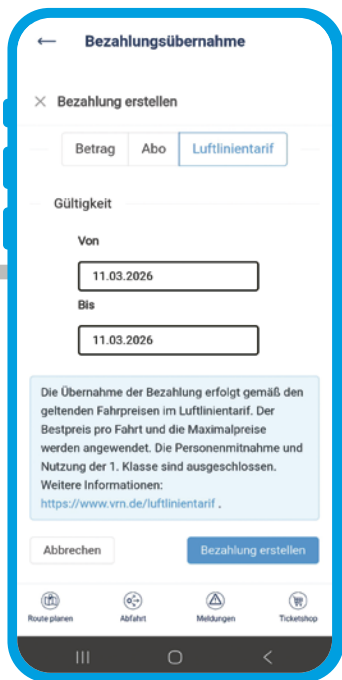 Bezahlungsübernahme
Bezahlung erstellen
Betrag Abo Luftlinientarif
Gültigkeit
Von
11.03.2026
Bis
11.03.2026
Die Übernahme der Bezahlung erfolgt gemäß den
geltenden Fahrpreisen im Luftlinientarif. Der
Bestpreis pro Fahrt und die Maximalpreise
werden angewendet. Die Personenmitnahme und
Nutzung der 1. Klasse sind ausgeschlossen.
Weitere Informationen:
https://www.vrn.de/luftlinientarif .
Abbrechen Bezahlung erstellen
Route planen Abfahrt Meldungen Ticketshop